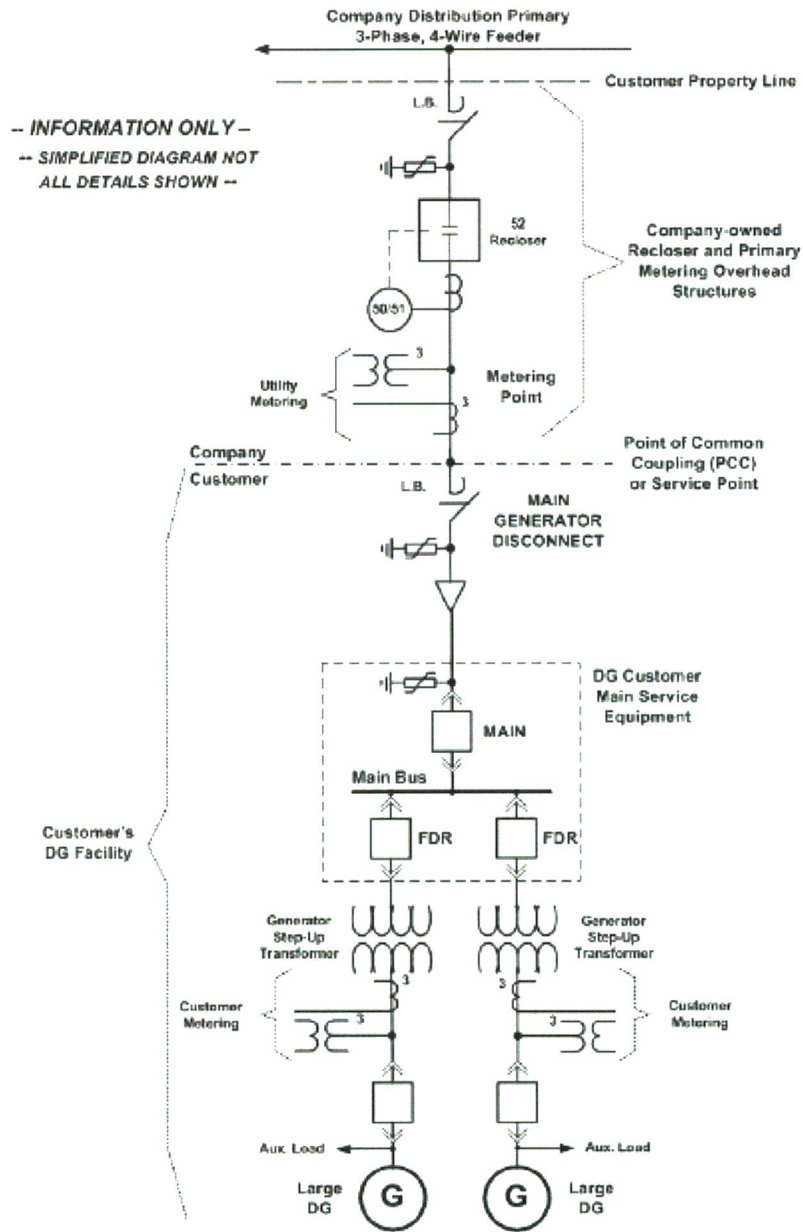 Company Distribution Primary
3-Phase, 4-Wire Feeder
Customer Property Line
L.B.
-- INFORMATION ONLY --
-- SIMPLIFIED DIAGRAM NOT
ALL DETAILS SHOWN --
52
Recloser
Company-owned
Recloser and Primary
Metering Overhead
Structures
50/51
3
Utility
Metering
Metering
Point
3
Company
Customer
Point of Common
Coupling (PCC)
or Service Point
L.B.
MAIN
GENERATOR
DISCONNECT
DG Customer
Main Service
Equipment
MAIN
Main Bus
FDR
FDR
Customer's
DG Facility
Generator
Step-Up
Transformer
Generator
Step-Up
Transformer
3
3
Customer
Metering
3
3
Customer
Metering
Aux. Load
Aux. Load
Large
DG
G
G
Large
DG